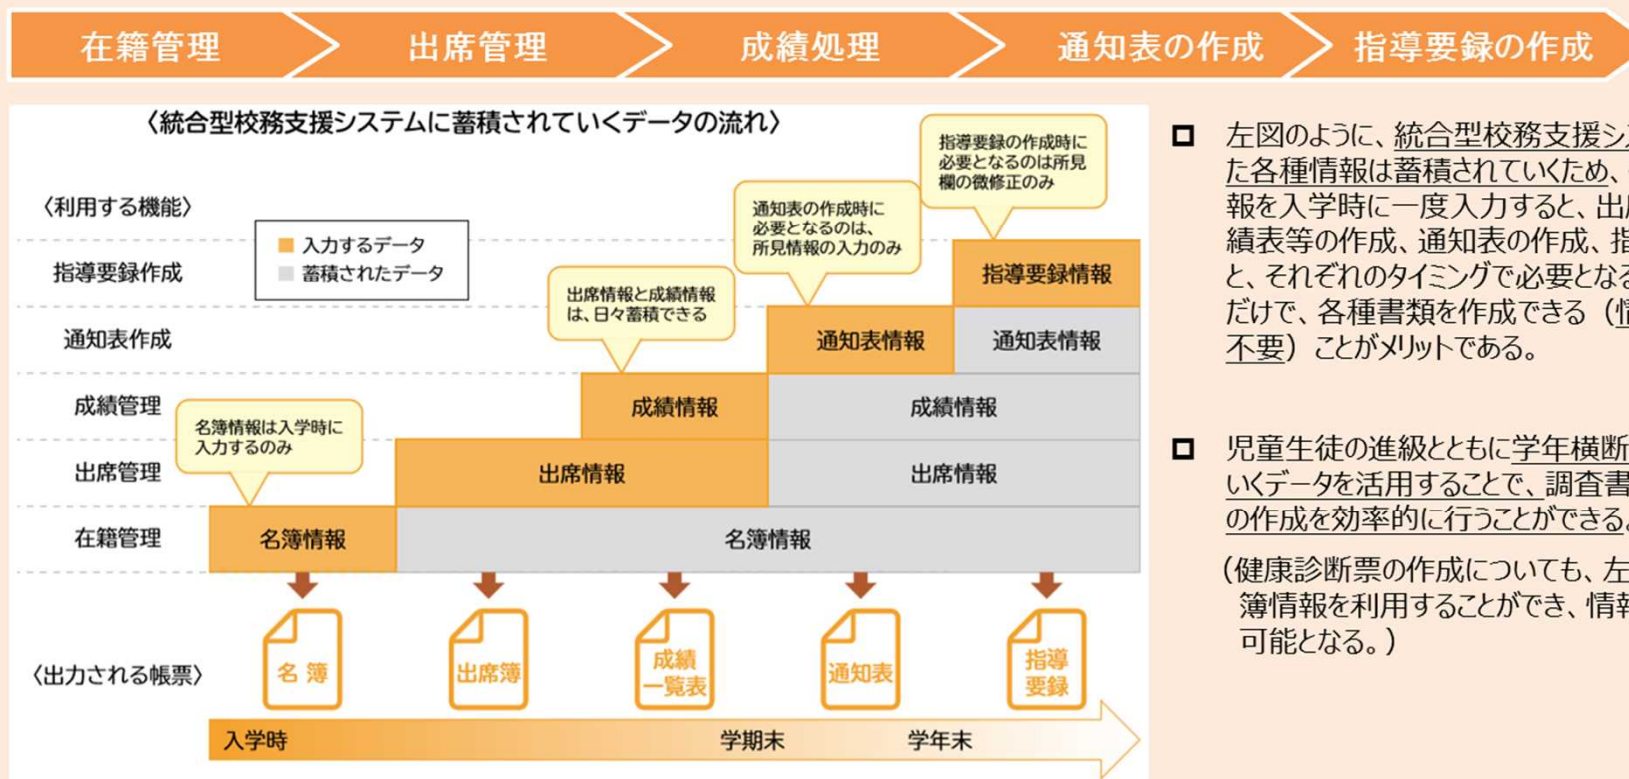 在籍管理
出席管理
成績処理
通知表の作成
指導要録の作成
〈統合型校務支援システムに蓄積されていくデータの流れ〉
〈利用する機能〉
入力するデータ
蓄積されたデータ
指導要録の作成時に
必要となるのは所見
欄の微修正のみ
通知表の作成時に
必要となるのは、
所見情報の入力のみ
出席情報と成績情報
は、日々蓄積できる
名簿情報は入学時に
入力するのみ
指導要録作成
指導要録情報
通知表作成
通知表情報
通知表情報
成績管理
成績情報
成績情報
出席管理
出席情報
出席情報
在籍管理
名簿情報
名簿情報
〈出力される帳票〉
名 簿
出席簿
成績
一覧表
通知表
指導
要録
入学時
学期末
学年末
左図のように、統合型校務支援シ
た各種情報は蓄積されていくため、
報を入学時に一度入力すると、出
績表等の作成、通知表の作成、指
と、それぞれのタイミングで必要となる
だけで、各種書類を作成できる（情
不要）ことがメリットである。
児童生徒の進級とともに学年横断
いくデータを活用することで、調査書
の作成を効率的に行うことができる。
（健康診断票の作成についても、左
簿情報を利用することができ、情報
可能となる。）